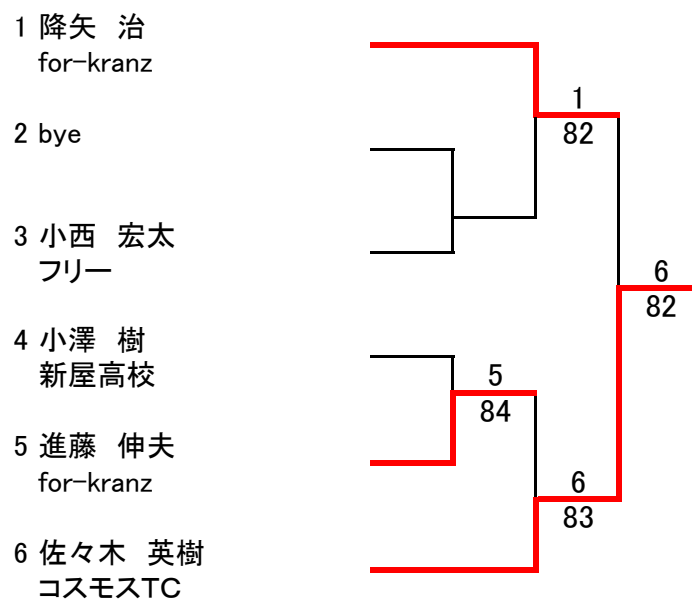 1 降矢 治
for-kranz
2 bye
3 小西 宏太
フリー
4 小澤 樹
新屋高校
5 進藤 伸夫
for-kranz
6 佐々木 英樹
コスモスTC
1
82
6
82
5
84
6
83